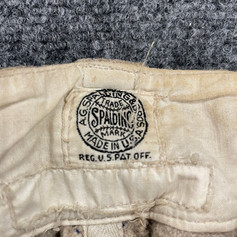 A.G. SPALDING & BROS.
TRADE
SPALDING
MARK
MADE IN U.S.A.
REG. U.S. PAT. OFF.